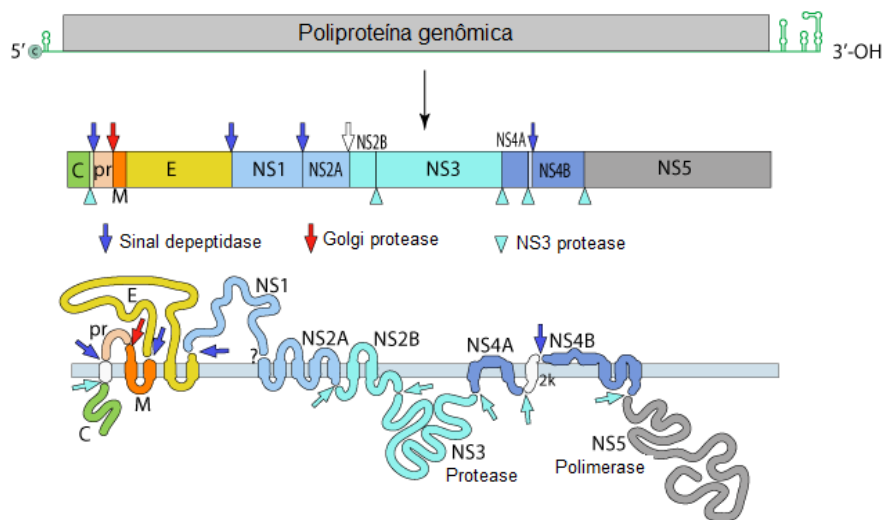 Poliproteína genômica
5' C 3'-OH
NS2B NS4A
C pr E NS1 NS2A NS3 NS4B NS5
M
Sinal depeptidase Golgi protease NS3 protease
E NS1
pr NS2A NS2B NS4A NS4B
?
2k
M
C
NS3 NS5
Protease Polimerase